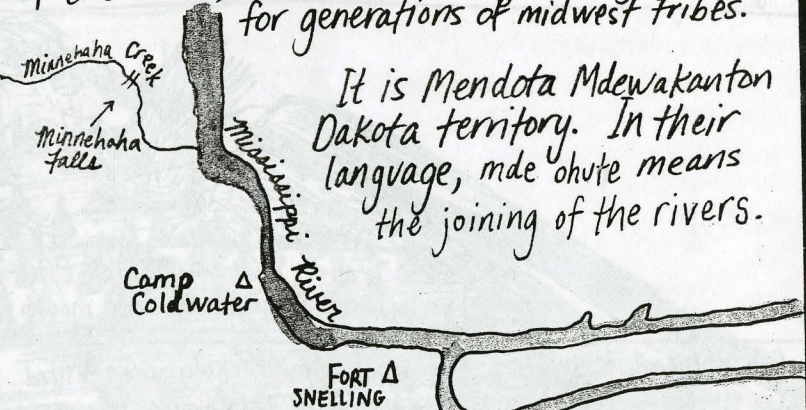 for generations of midwest tribes.
It is Mendota Mdewakanton
Dakota territory. In their
language, mde ohute means
the joining of the rivers.
Minnehaha Creek
Minnehaha
Falls
Mississippi
River
Camp
Coldwater
FORT
SNELLING